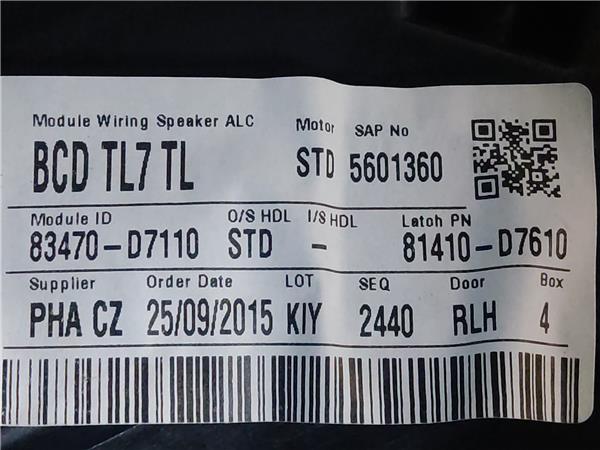 Module Wiring Speaker ALC Motor SAP No
BCD TL7 TL STD 5601360
Module ID O/S HDL I/S HDL Latch PN
83470-D7110 STD - 81410-D7610
Supplier Order Date LOT SEQ Door Box
PHA CZ 25/09/2015 KIY 2440 RLH 4